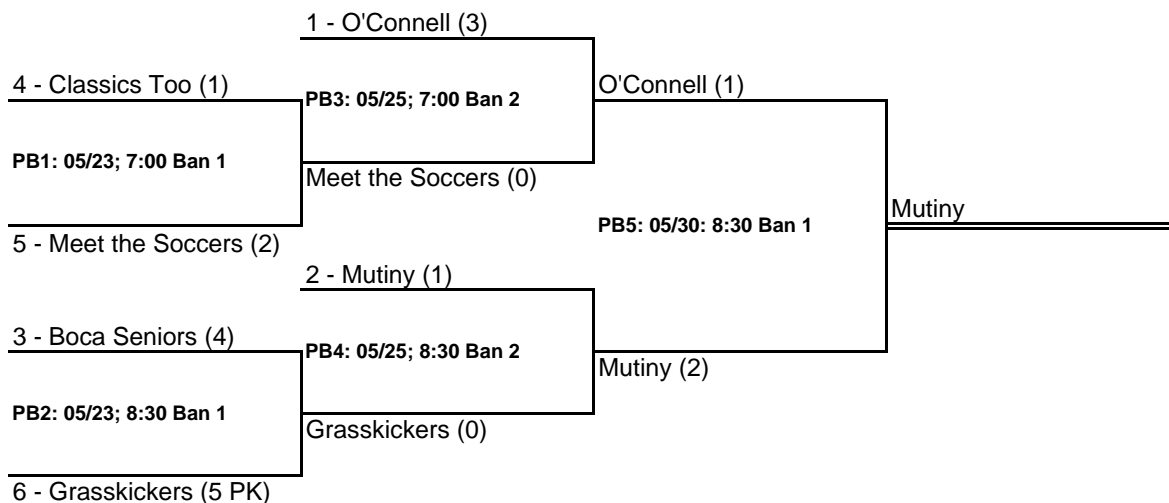 1 - O'Connell (3)
4 - Classics Too (1)
PB3: 05/25; 7:00 Ban 2
O'Connell (1)
PB1: 05/23; 7:00 Ban 1
Meet the Soccers (0)
5 - Meet the Soccers (2)
PB5: 05/30: 8:30 Ban 1
Mutiny
2 - Mutiny (1)
3 - Boca Seniors (4)
PB4: 05/25; 8:30 Ban 2
Mutiny (2)
PB2: 05/23; 8:30 Ban 1
Grasskickers (0)
6 - Grasskickers (5 PK)